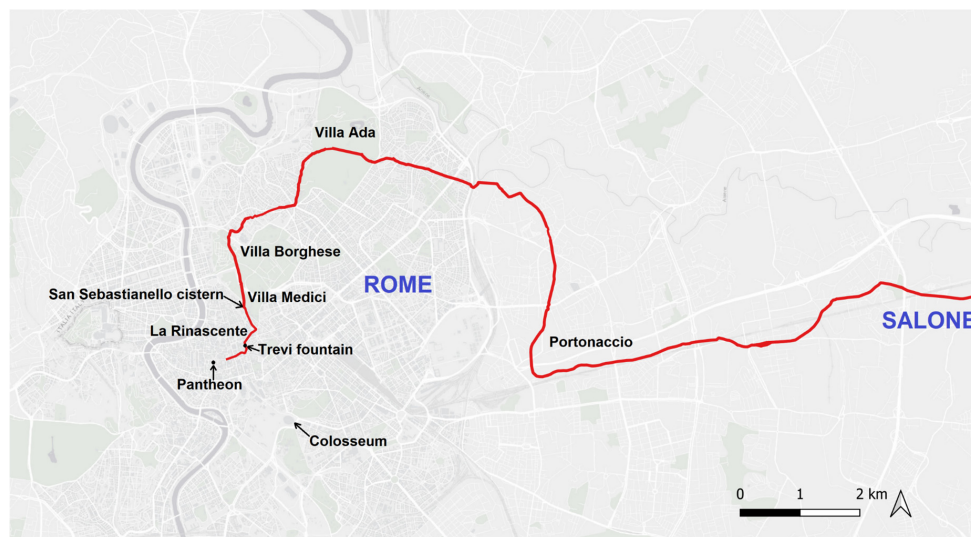 Villa Ada
Villa Borghese
ROME
San Sebastianello cistern
Villa Medici
La Rinascente
SALONE
Trevi fountain
Portonaccio
Pantheon
Colosseum
0 1 2 km